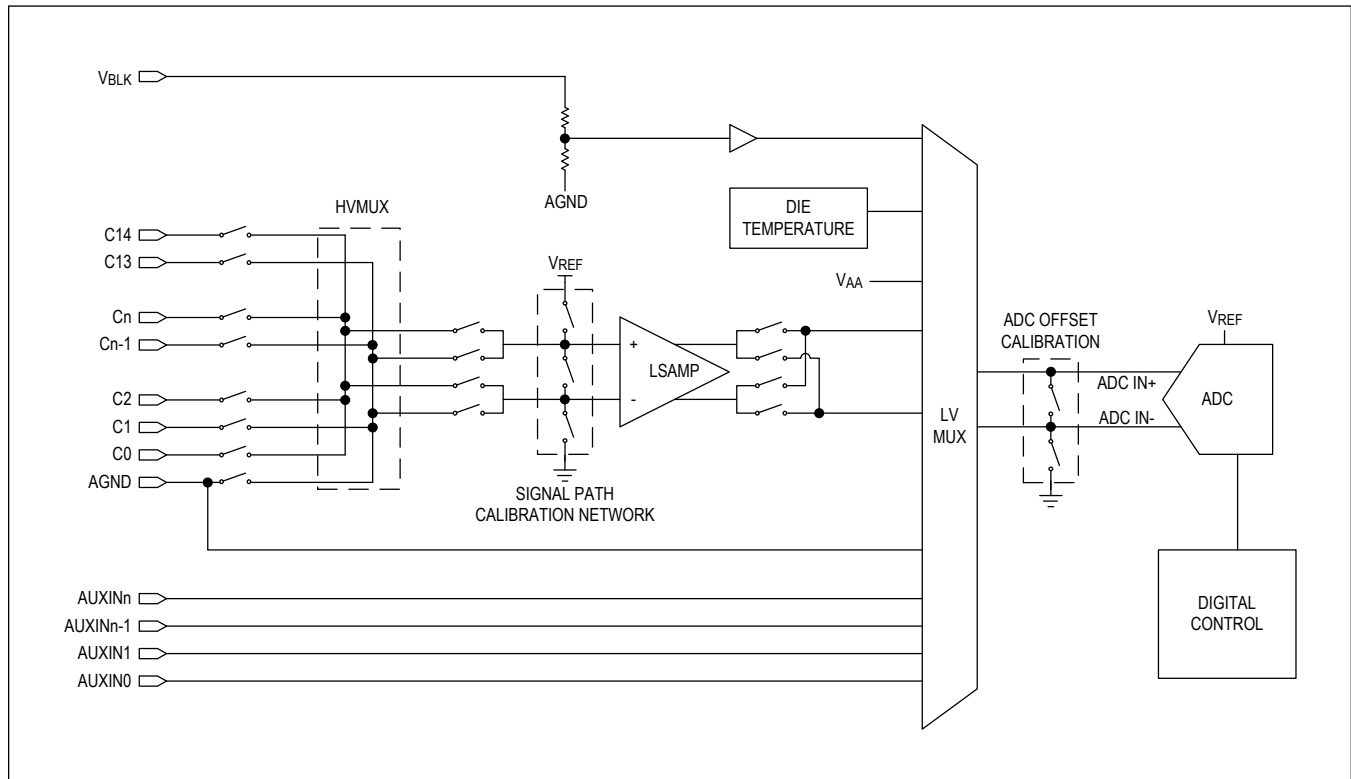 VBLK
AGND
HVMUX
DIE
TEMPERATURE
C14
C13
VREF
VAA
Cn
Cn-1
ADC OFFSET
CALIBRATION
VREF
+
LSAMP
-
ADC IN+
ADC
ADC IN-
C2
C1
C0
AGND
LV
MUX
SIGNAL PATH
CALIBRATION NETWORK
AUXINn
AUXINn-1
AUXIN1
AUXIN0
DIGITAL
CONTROL